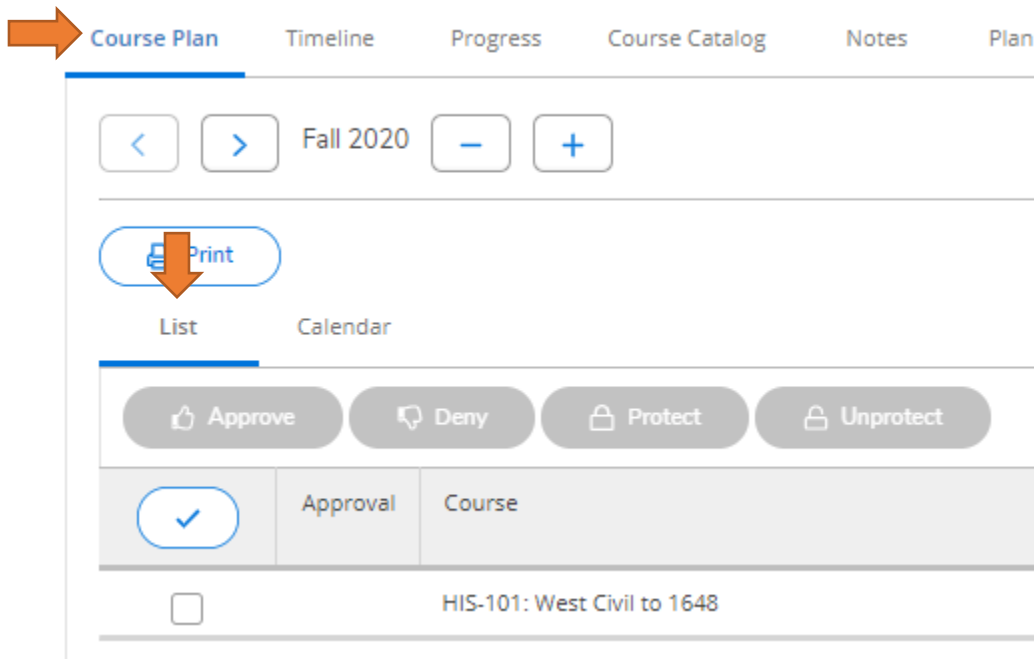 Course Plan Timeline Progress Course Catalog Notes Plan
Fall 2020
Print
List Calendar
Approve Deny Protect Unprotect
Approval Course
HIS-101: West Civil to 1648